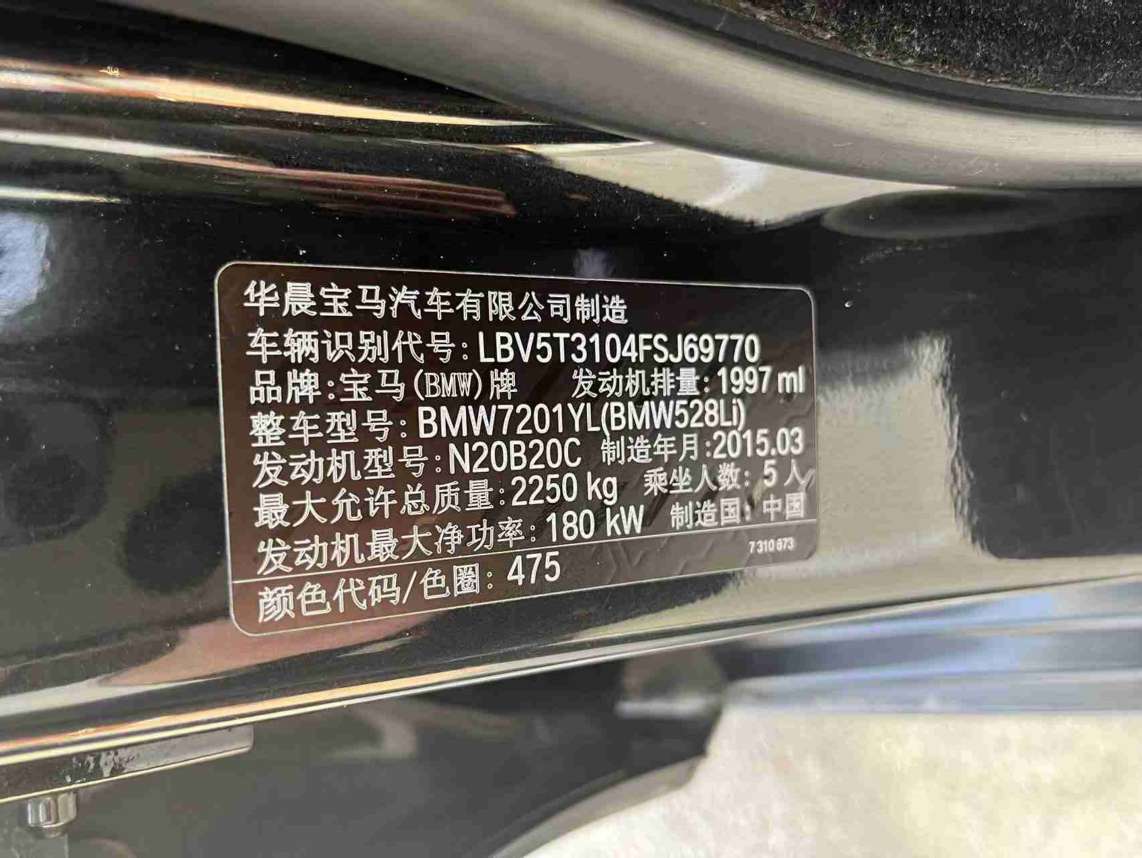 华晨宝马汽车有限公司制造
车辆识别代号:LBV5T3104FSJ69770
品牌:宝马(BMW)牌 发动机排量:1997 ml
整车型号:BMW7201YL(BMW528Li)
发动机型号:N20B20C 制造年月:2015.03
最大允许总质量:2250 kg 乘坐人数:5人
发动机最大净功率:180 kW 制造国:中国
7 310 673
颜色代码/色圈:475